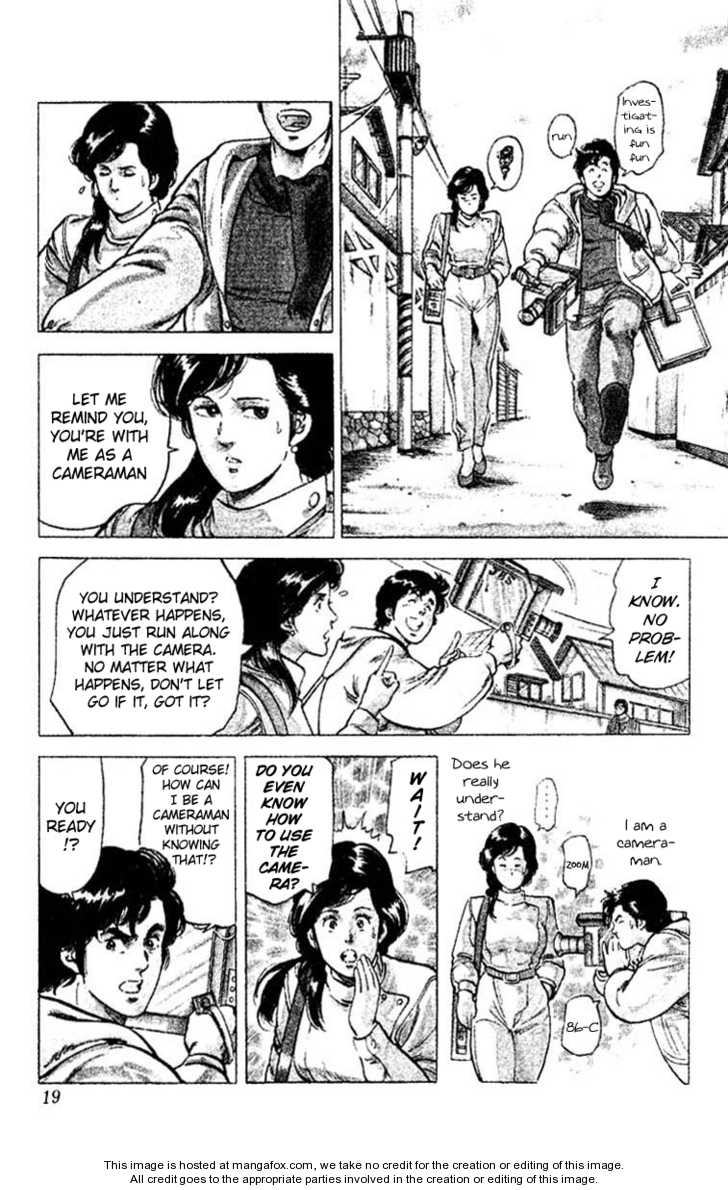 Inves-
tigat-
ing is
fun
fun
run
LET ME
REMIND YOU,
YOU'RE WITH
ME AS A
CAMERAMAN
I
KNOW.
NO
PROB-
LEM!
YOU UNDERSTAND?
WHATEVER HAPPENS,
YOU JUST RUN ALONG
WITH THE CAMERA.
NO MATTER WHAT
HAPPENS, DON'T LET
GO IF IT, GOT IT?
I am a
camera-
man.
ZOOM
86-C
....
Does he
really
under-
stand?
WAIT!
DO YOU
EVEN
KNOW
HOW
TO USE
THE
CAME-
RA?
OF COURSE!
HOW CAN
I BE A
CAMERAMAN
WITHOUT
KNOWING
THAT!?
YOU
READY
!?
19
This image is hosted at mangafox.com, we take no credit for the creation or editing of this image.
All credit goes to the appropriate parties involved in the creation or editing of this image.